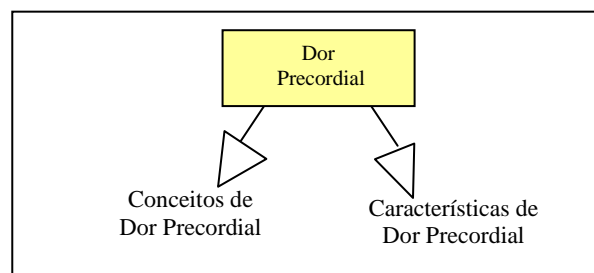 Dor
Precordial
Conceitos de
Dor Precordial
Características de
Dor Precordial